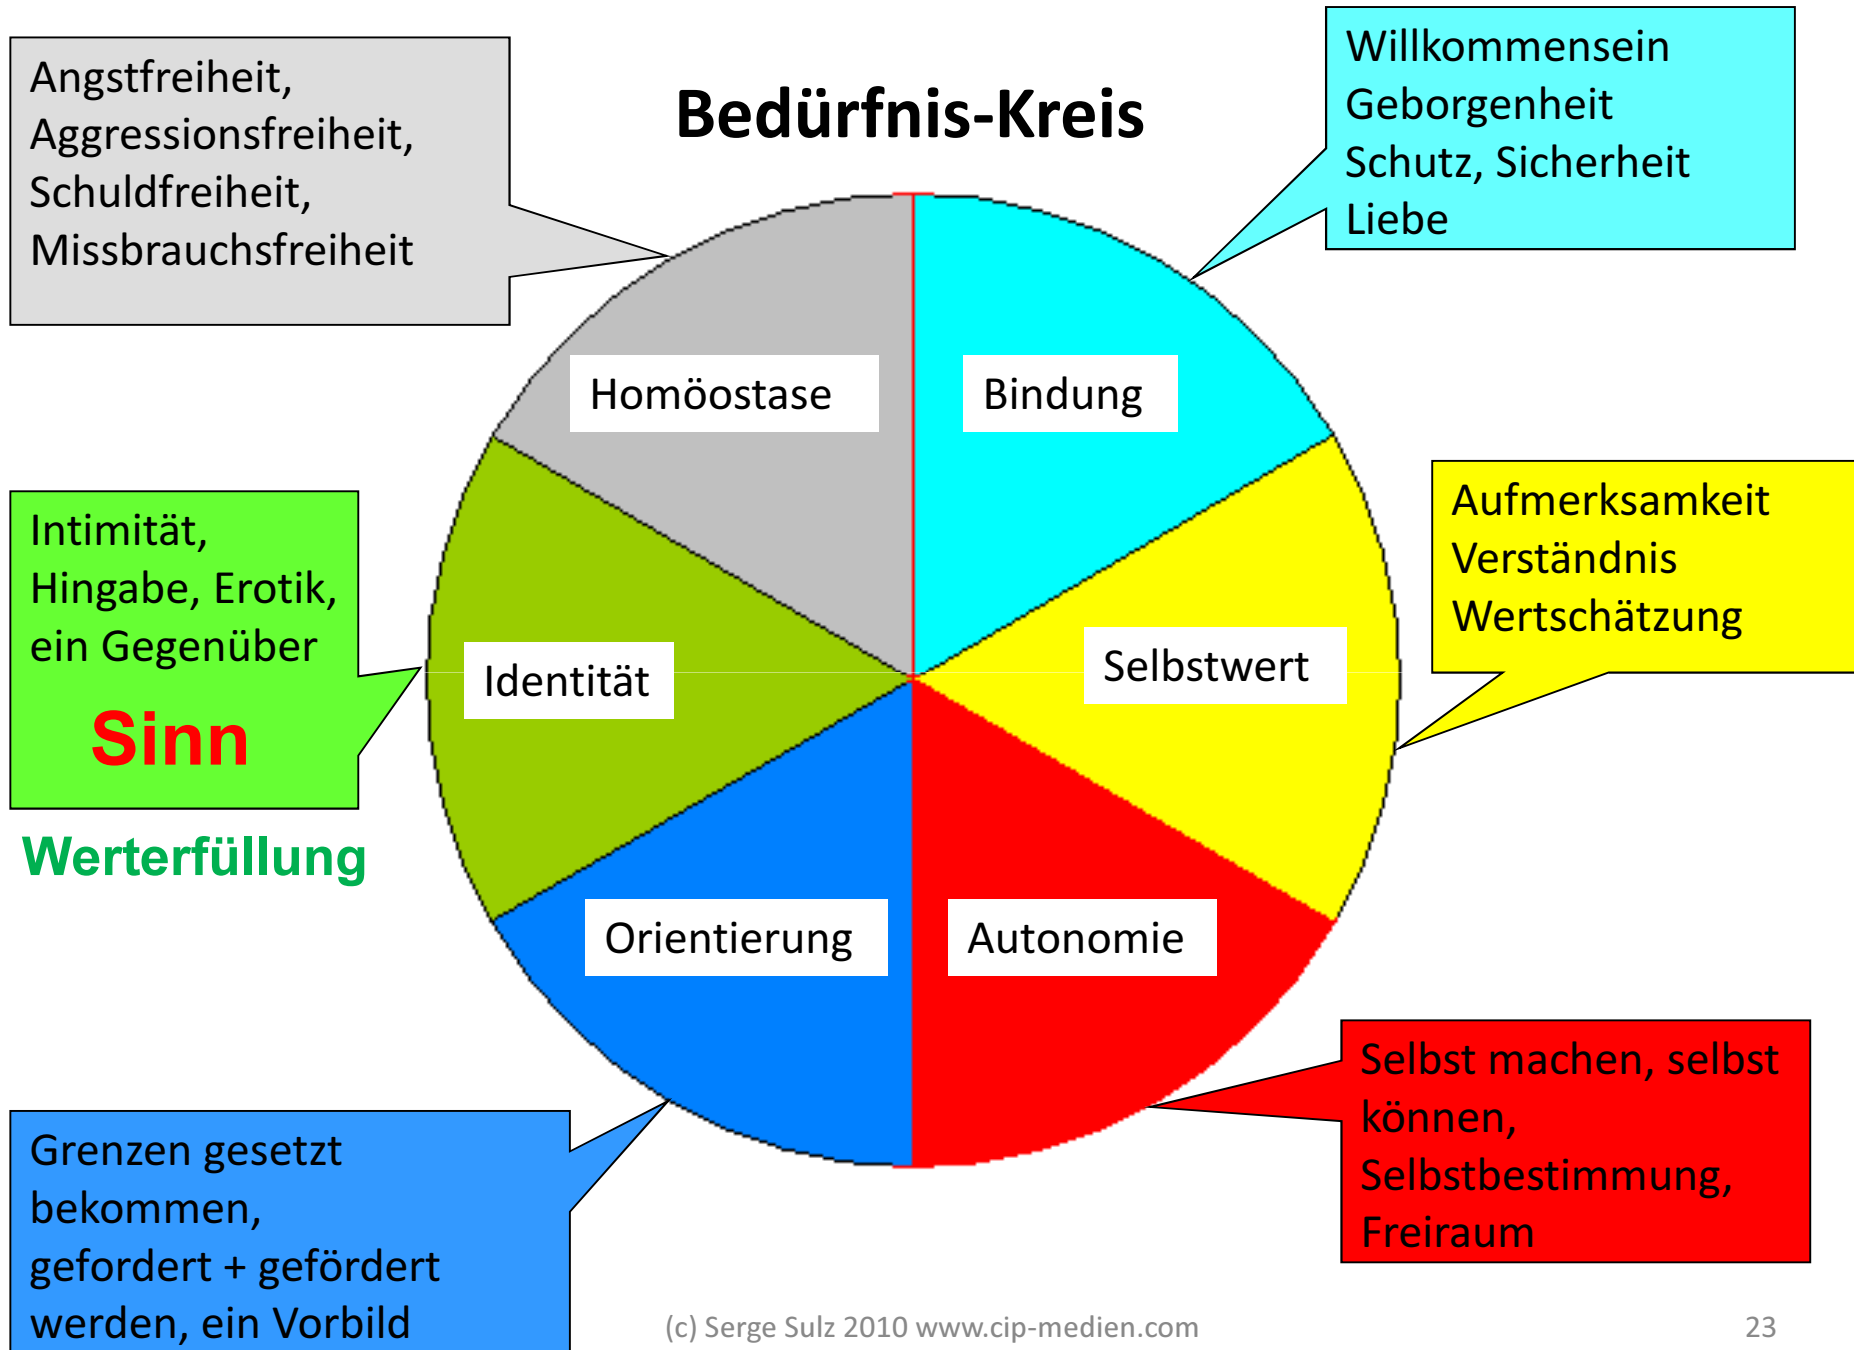 Bedürfnis-Kreis
Angstfreiheit,
Aggressionsfreiheit,
Schuldfreiheit,
Missbrauchsfreiheit
Willkommensein
Geborgenheit
Schutz, Sicherheit
Liebe
Homöostase
Bindung
Intimität,
Hingabe, Erotik,
ein Gegenüber
Sinn
Werterfüllung
Identität
Selbstwert
Aufmerksamkeit
Verständnis
Wertschätzung
Orientierung
Autonomie
Grenzen gesetzt
bekommen,
gefordert + gefördert
werden, ein Vorbild
Selbst machen, selbst
können,
Selbstbestimmung,
Freiraum
(c) Serge Sulz 2010 www.cip-medien.com
23